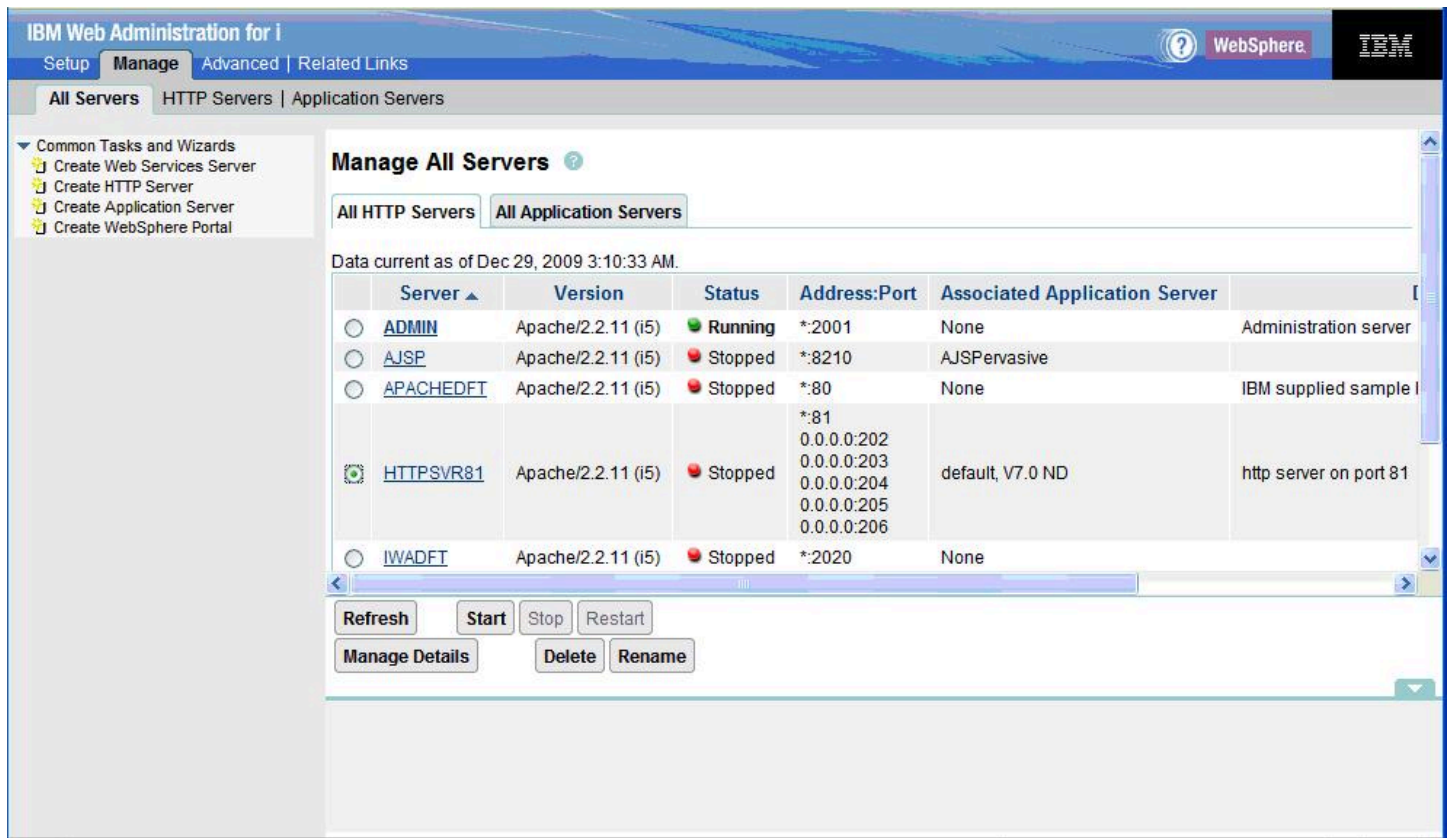 IBM Web Administration for i
WebSphere.
IBM
Setup Manage Advanced | Related Links
All Servers HTTP Servers | Application Servers
Common Tasks and Wizards
Create Web Services Server
Create HTTP Server
Create Application Server
Create WebSphere Portal
Manage All Servers ?
All HTTP Servers All Application Servers
Data current as of Dec 29, 2009 3:10:33 AM.
Server Version Status Address:Port Associated Application Server
ADMIN Apache/2.2.11 (i5) Running *:2001 None Administration server
AJSP Apache/2.2.11 (i5) Stopped *:8210 AJSPervasive
APACHEDFT Apache/2.2.11 (i5) Stopped *:80 None IBM supplied sample
HTTPSVR81 Apache/2.2.11 (i5) Stopped *:81
0.0.0.0:202
0.0.0.0:203
0.0.0.0:204
0.0.0.0:205
0.0.0.0:206
default, V7.0 ND http server on port 81
IWADFT Apache/2.2.11 (i5) Stopped *:2020 None
Refresh Start Stop Restart
Manage Details Delete Rename